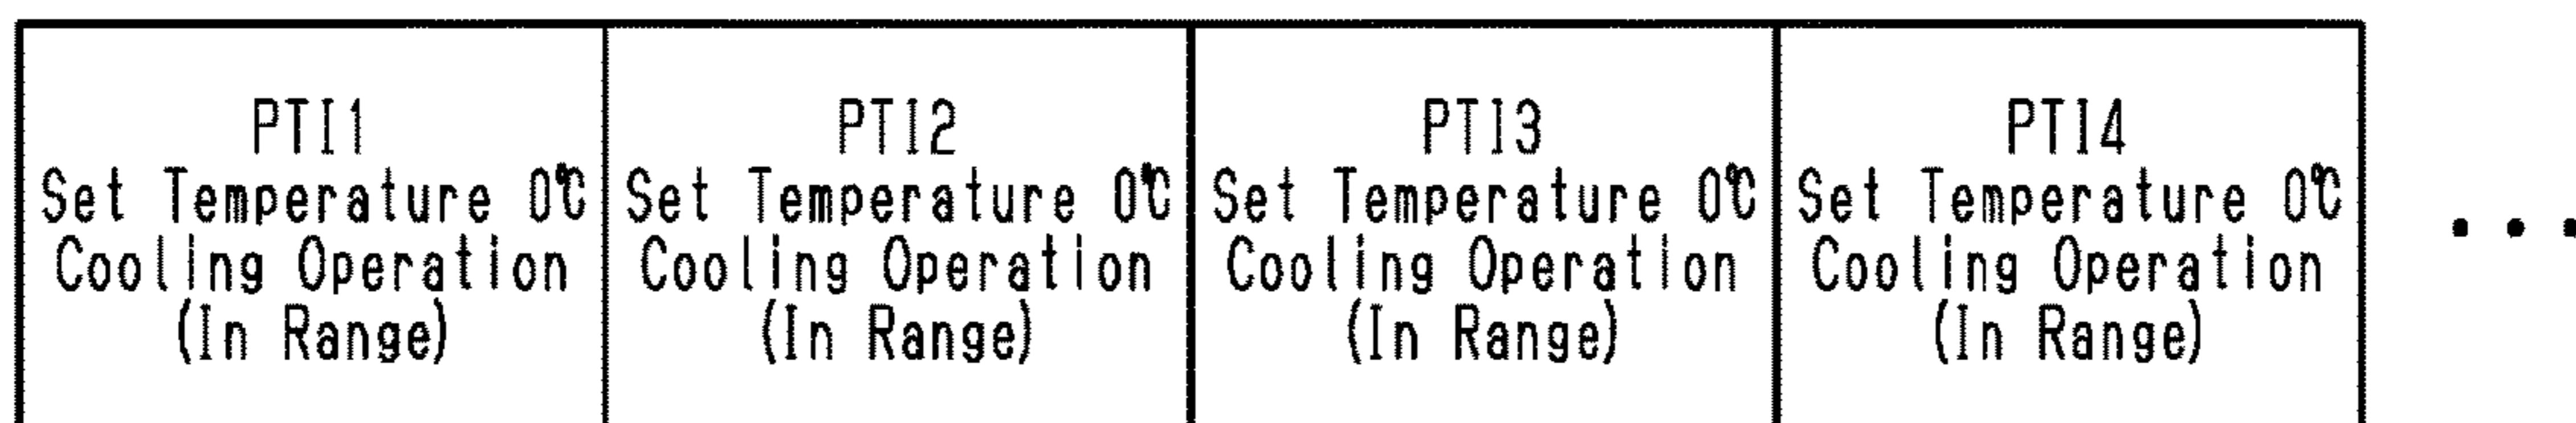 PTI1
Set Temperature 0℃
Cooling Operation
(In Range)
PTI2
Set Temperature 0℃
Cooling Operation
(In Range)
PTI3
Set Temperature 0℃
Cooling Operation
(In Range)
PTI4
Set Temperature 0℃
Cooling Operation
(In Range)
...